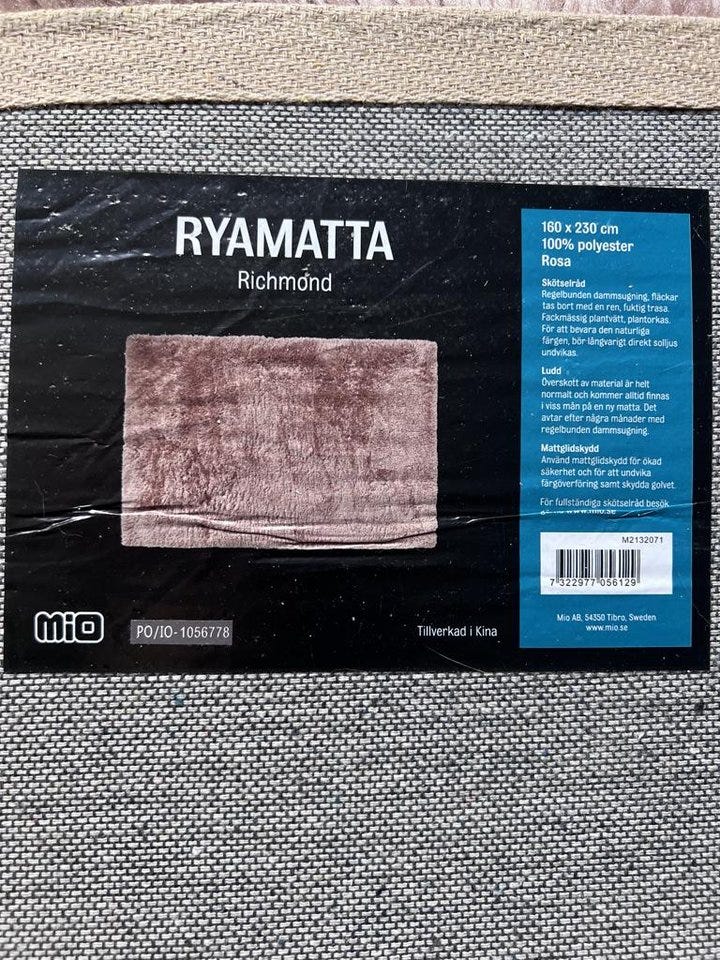 RYAMATTA
Richmond
160 x 230 cm
100% polyester
Rosa
Skötselråd
Regelbunden dammsugning, fläckar
tas bort med en ren, fuktig trasa.
Fackmässig plantvätt, plantorkas.
För att bevara den naturliga
färgen, bör långvarigt direkt solljus
undvikas.
Ludd
Överskott av material är helt
normalt och kommer alltid finnas
i viss mån på en ny matta. Det
avtar efter några månader med
regelbunden dammsugning.
Mattglidskydd
Använd mattglidskydd för ökad
säkerhet och för att undvika
färgöverföring samt skydda golvet.
För fullständiga skötselråd besök
www.mio.se
M2132071
7 322977 056129
Mio AB, 54350 Tibro, Sweden
www.mio.se
MIO
PO/IO-1056778
Tillverkad i Kina